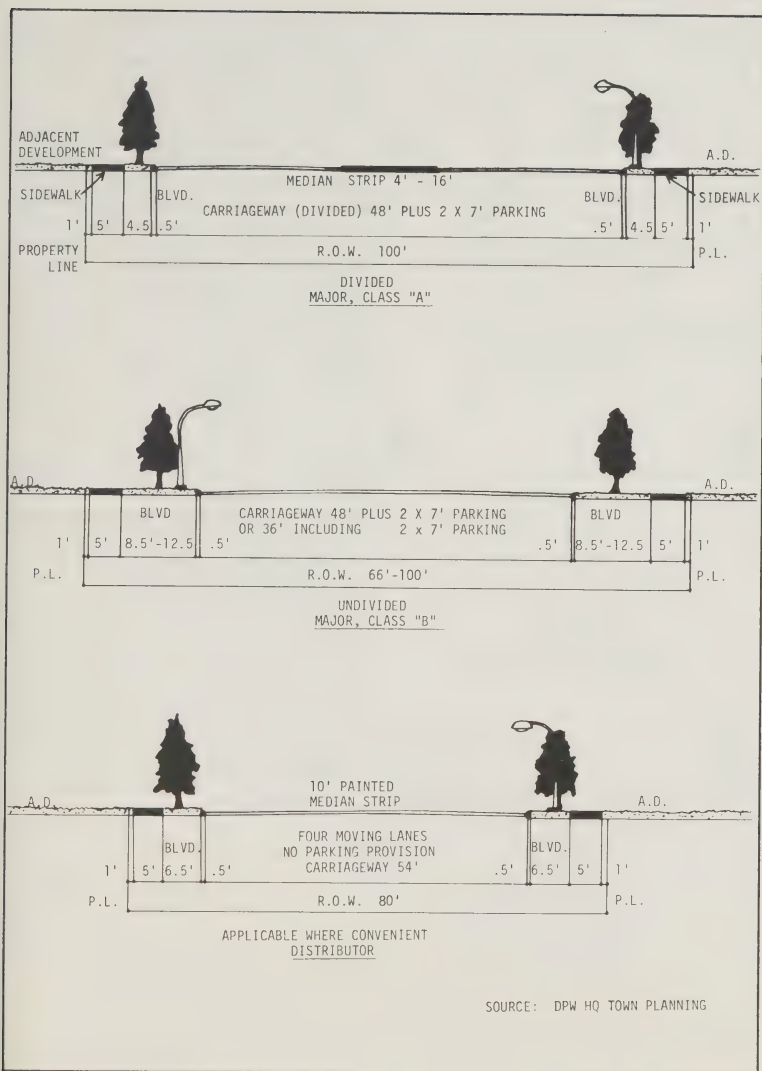 ADJACENT
DEVELOPMENT
A.D.
SIDEWALK
BLVD.
MEDIAN STRIP 4' - 16'
BLVD.
SIDEWALK
CARRIAGEWAY (DIVIDED) 48' PLUS 2 X 7' PARKING
1' 5' 4.5 .5' .5' 4.5 5' 1'
PROPERTY
LINE
R.O.W. 100'
P.L.
DIVIDED
MAJOR, CLASS "A"
A.D. A.D.
BLVD CARRIAGEWAY 48' PLUS 2 X 7' PARKING BLVD
OR 36' INCLUDING 2 x 7' PARKING
1' 5' 8.5'-12.5 .5' .5' 8.5'-12.5 5' 1'
P.L. R.O.W. 66'-100' P.L.
UNDIVIDED
MAJOR, CLASS "B"
10' PAINTED
MEDIAN STRIP
A.D. A.D.
FOUR MOVING LANES
BLVD. NO PARKING PROVISION BLVD.
1' 5' 6.5' .5' CARRIAGEWAY 54' .5' 6.5' 5' 1'
P.L. R.O.W. 80' P.L.
APPLICABLE WHERE CONVENIENT
DISTRIBUTOR
SOURCE: DPW HQ TOWN PLANNING